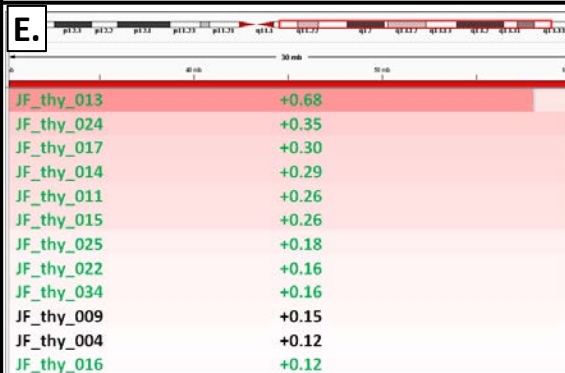 E.
30 mb
40 mb
50 mb
JF_thy_013 +0.68
JF_thy_024 +0.35
JF_thy_017 +0.30
JF_thy_014 +0.29
JF_thy_011 +0.26
JF_thy_015 +0.26
JF_thy_025 +0.18
JF_thy_022 +0.16
JF_thy_034 +0.16
JF_thy_009 +0.15
JF_thy_004 +0.12
JF_thy_016 +0.12